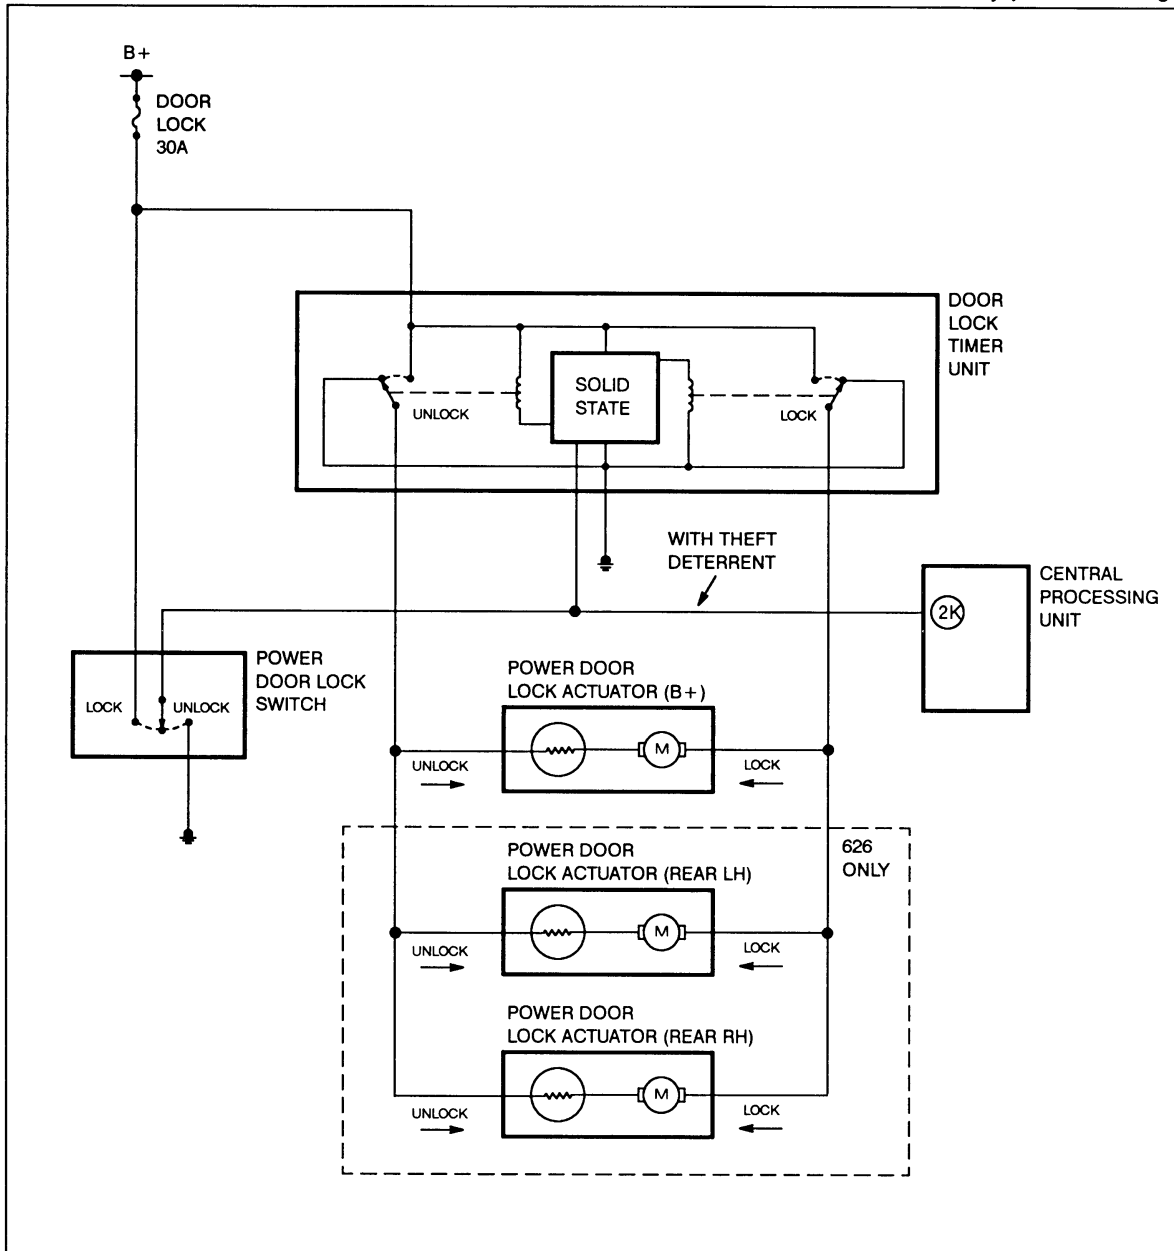 B+
DOOR
LOCK
30A
DOOR
LOCK
TIMER
UNIT
SOLID
STATE
UNLOCK
LOCK
WITH THEFT
DETERRENT
CENTRAL
PROCESSING
UNIT
2K
POWER
DOOR LOCK
SWITCH
LOCK
UNLOCK
POWER DOOR
LOCK ACTUATOR (B+)
M
UNLOCK
LOCK
626
ONLY
POWER DOOR
LOCK ACTUATOR (REAR LH)
M
UNLOCK
LOCK
POWER DOOR
LOCK ACTUATOR (REAR RH)
M
UNLOCK
LOCK